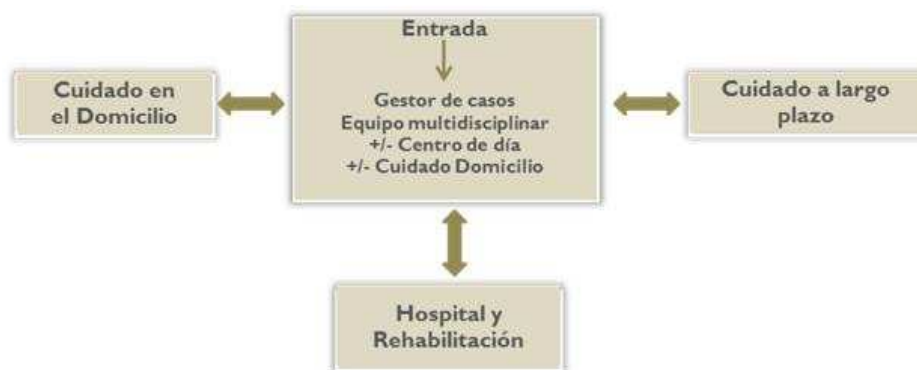 Entrada
Cuidado en
el Domicilio
Gestor de casos
Equipo multidisciplinar
+/- Centro de día
+/- Cuidado Domicilio
Cuidado a largo
plazo
Hospital y
Rehabilitación